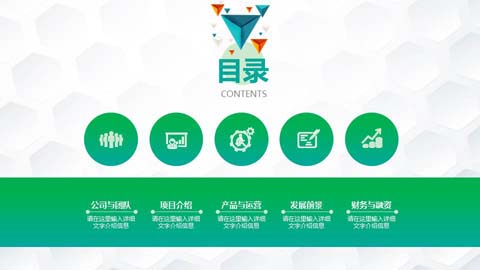 目录
CONTENTS
公司与团队
请在这里输入详细
文字介绍信息
项目介绍
请在这里输入详细
文字介绍信息
产品与运营
请在这里输入详细
文字介绍信息
发展前景
请在这里输入详细
文字介绍信息
财务与融资
请在这里输入详细
文字介绍信息